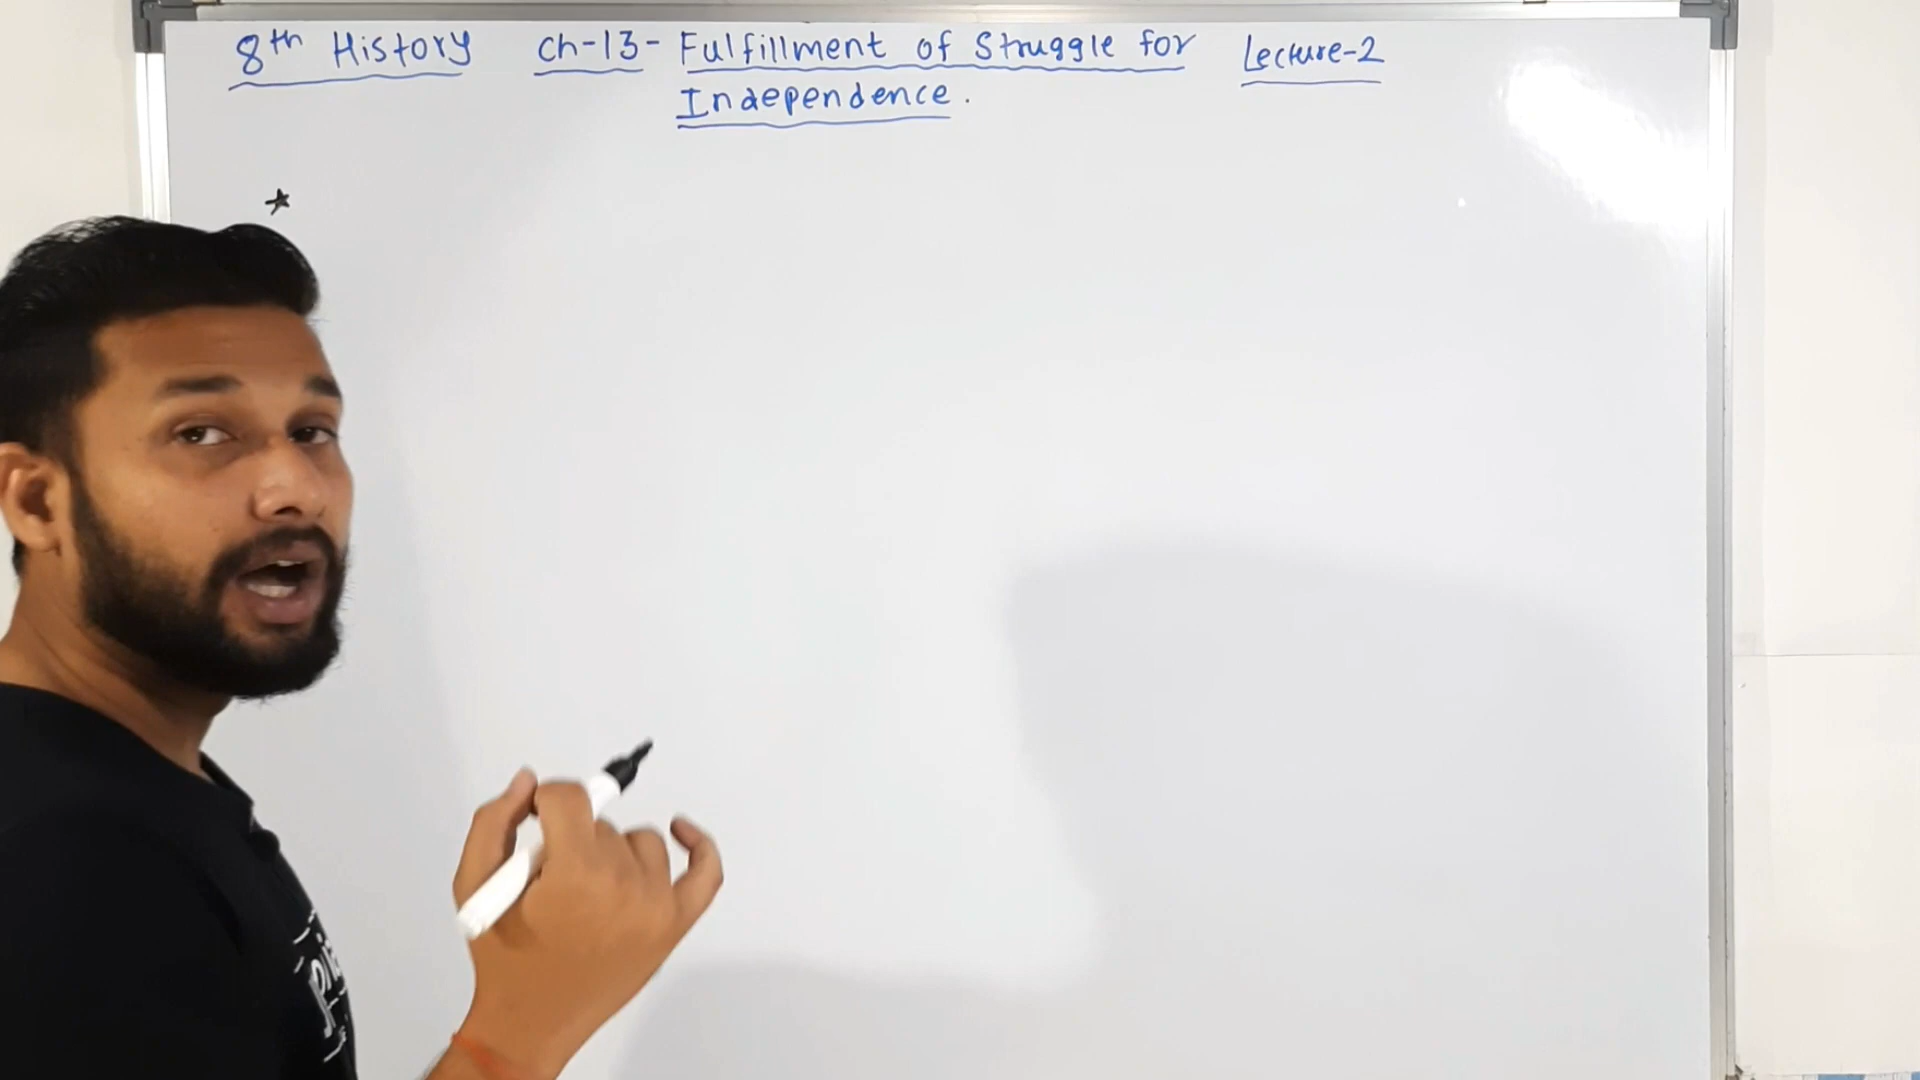 8th History Ch-13- Fulfillment of Struggle for Lecture-2
Independence.